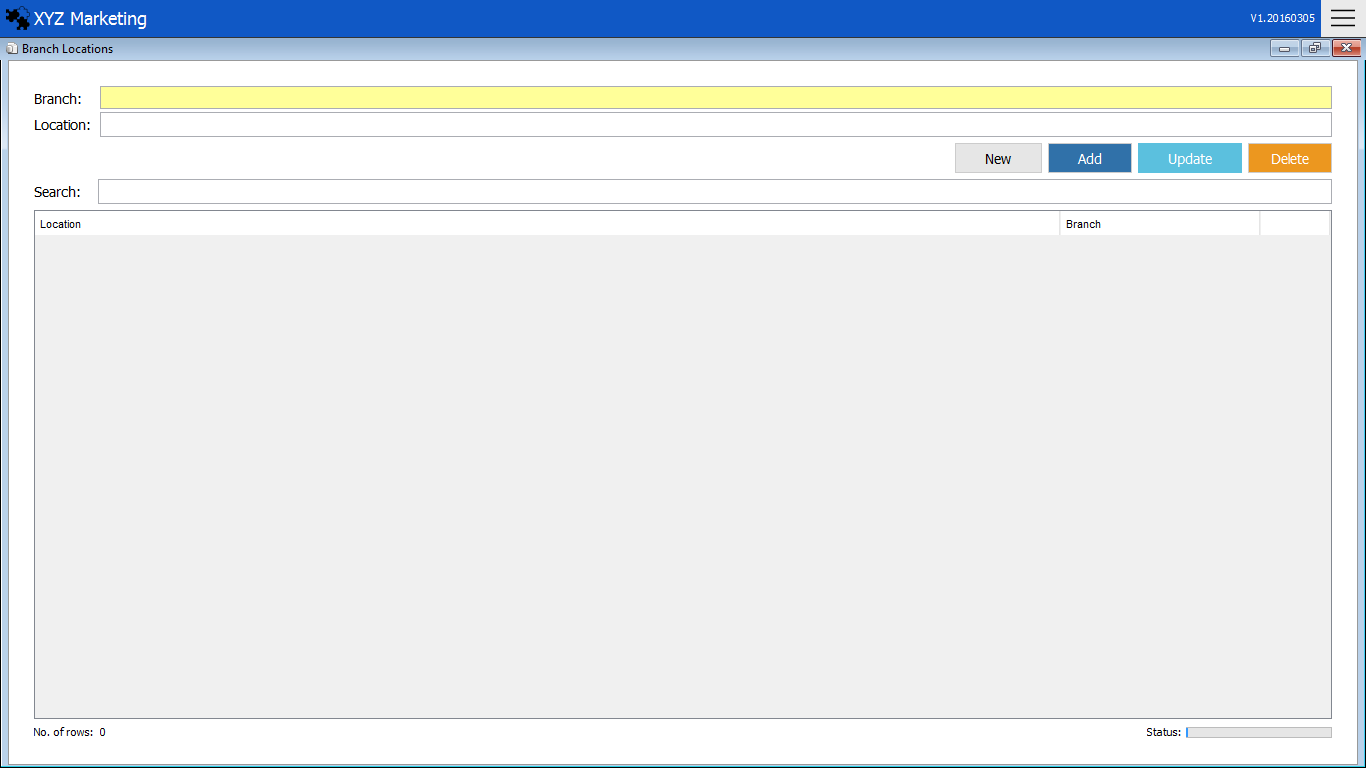 XYZ Marketing
V1.20160305
Branch Locations
Branch:
Location:
New Add Update Delete
Search:
Location Branch
No. of rows: 0
Status: